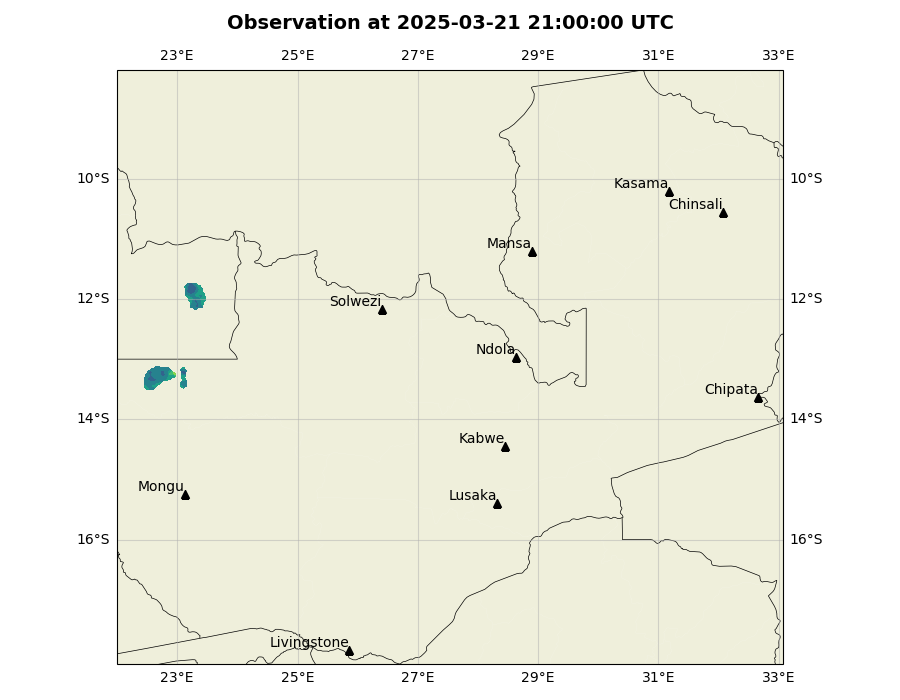 Observation at 2025-03-21 21:00:00 UTC
23°E 25°E 27°E 29°E 31°E 33°E
10°S 10°S
Kasama
Chinsali
Mansa
12°S 12°S
Solwezi
Ndola
Chipata
14°S 14°S
Kabwe
Mongu
Lusaka
16°S 16°S
Livingstone
23°E 25°E 27°E 29°E 31°E 33°E